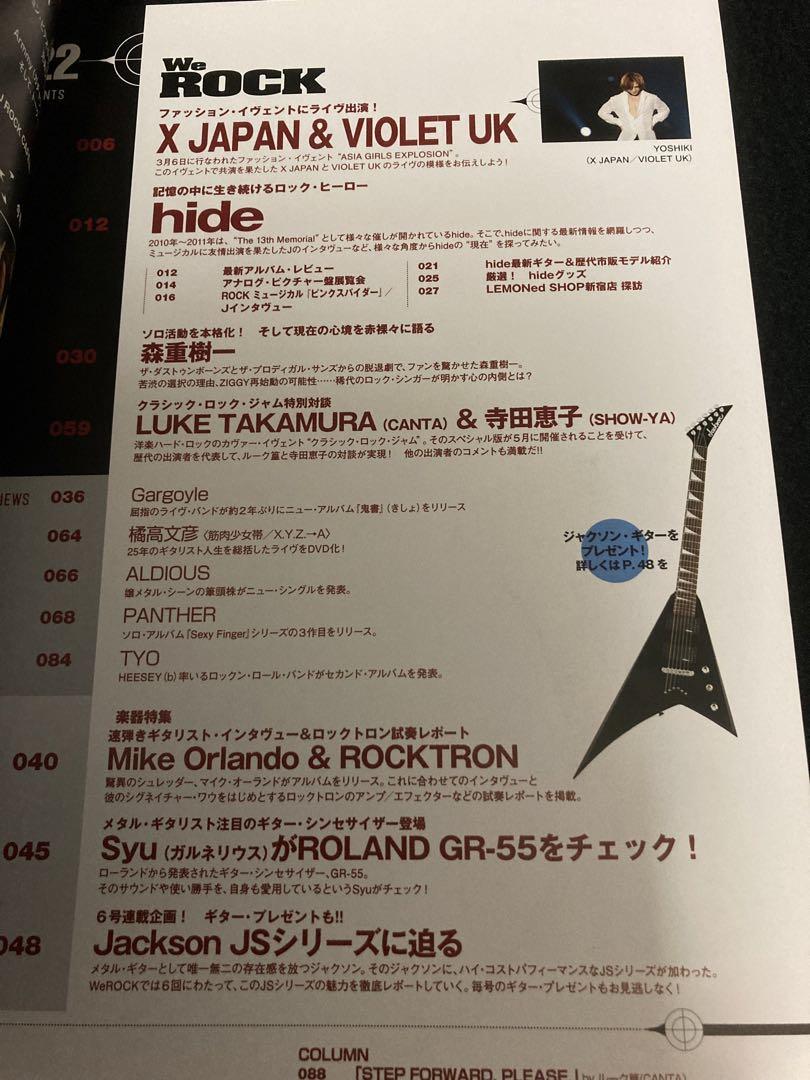 22
We ROCK
ファッション・イヴェントにライヴ出演！
006
X JAPAN & VIOLET UK
3月6日に行なわれたファッション・イヴェント “ASIA GIRLS EXPLOSION”。
このイヴェントで共演を果たした X JAPAN と VIOLET UK のライヴの模様をお伝えしよう！
YOSHIKI
（X JAPAN／VIOLET UK）
記憶の中に生き続けるロック・ヒーロー
012
hide
2010年〜2011年は、“The 13th Memorial”として様々な催しが開かれているhide。そこで、hideに関する最新情報を網羅しつつ、
ミュージカルに友情出演を果たしたJのインタヴューなど、様々な角度からhideの“現在”を探ってみたい。
012 最新アルバム・レビュー
014 アナログ・ピクチャー盤展覧会
016 ROCK ミュージカル『ピンクスパイダー』／
Jインタヴュー
021 hide最新ギター＆歴代市販モデル紹介
025 厳選！ hideグッズ
027 LEMONed SHOP新宿店 探訪
ソロ活動を本格化！ そして現在の心境を赤裸々に語る
030
森重樹一
ザ・ダストゥンボーンズとザ・プロディガル・サンズからの脱退劇で、ファンを驚かせた森重樹一。
苦渋の選択の理由、ZIGGY再始動の可能性……稀代のロック・シンガーが明かす心の内側とは？
クラシック・ロック・ジャム特別対談
059
LUKE TAKAMURA（CANTA）& 寺田恵子（SHOW-YA）
洋楽ハード・ロックのカヴァー・イヴェント“クラシック・ロック・ジャム”。そのスペシャル版が５月に開催されることを受けて、
歴代の出演者を代表して、ルーク篁と寺田恵子の対談が実現！ 他の出演者のコメントも満載だ!!
036 Gargoyle
屈指のライヴ・バンドが約２年ぶりにニュー・アルバム『鬼書』（きしょ）をリリース
064 橘高文彦〈筋肉少女帯／X.Y.Z.→A〉
25年のギタリスト人生を総括したライヴをDVD化！
066 ALDIOUS
嬢メタル・シーンの筆頭株がニュー・シングルを発表。
068 PANTHER
ソロ・アルバム『Sexy Finger』シリーズの３作目をリリース。
084 TYO
HEESEY（b）率いるロックン・ロール・バンドがセカンド・アルバムを発表。
ジャクソン・ギターを
プレゼント！
詳しくは P. 48 を
Jackson
楽器特集
速弾きギタリスト・インタヴュー＆ロックトロン試奏レポート
040
Mike Orlando & ROCKTRON
驚異のシュレッダー、マイク・オーランドがアルバムをリリース。これに合わせてのインタヴューと
彼のシグネイチャー・ワウをはじめとするロックトロンのアンプ／エフェクターなどの試奏レポートを掲載。
メタル・ギタリスト注目のギター・シンセサイザー登場
045
Syu（ガルネリウス）がROLAND GR-55をチェック！
ローランドから発表されたギター・シンセサイザー、GR-55。
そのサウンドや使い勝手を、自身も愛用しているというSyuがチェック！
６号連載企画！ ギター・プレゼントも!!
048
Jackson JSシリーズに迫る
メタル・ギターとして唯一無二の存在感を放つジャクソン。そのジャクソンに、ハイ・コストパフォーマンスなJSシリーズが加わった。
WeROCKでは６回にわたって、このJSシリーズの魅力を徹底レポートしていく。毎号のギター・プレゼントもお見逃しなく！
COLUMN
088 「STEP FORWARD, PLEASE」by ルーク篁(CANTA)